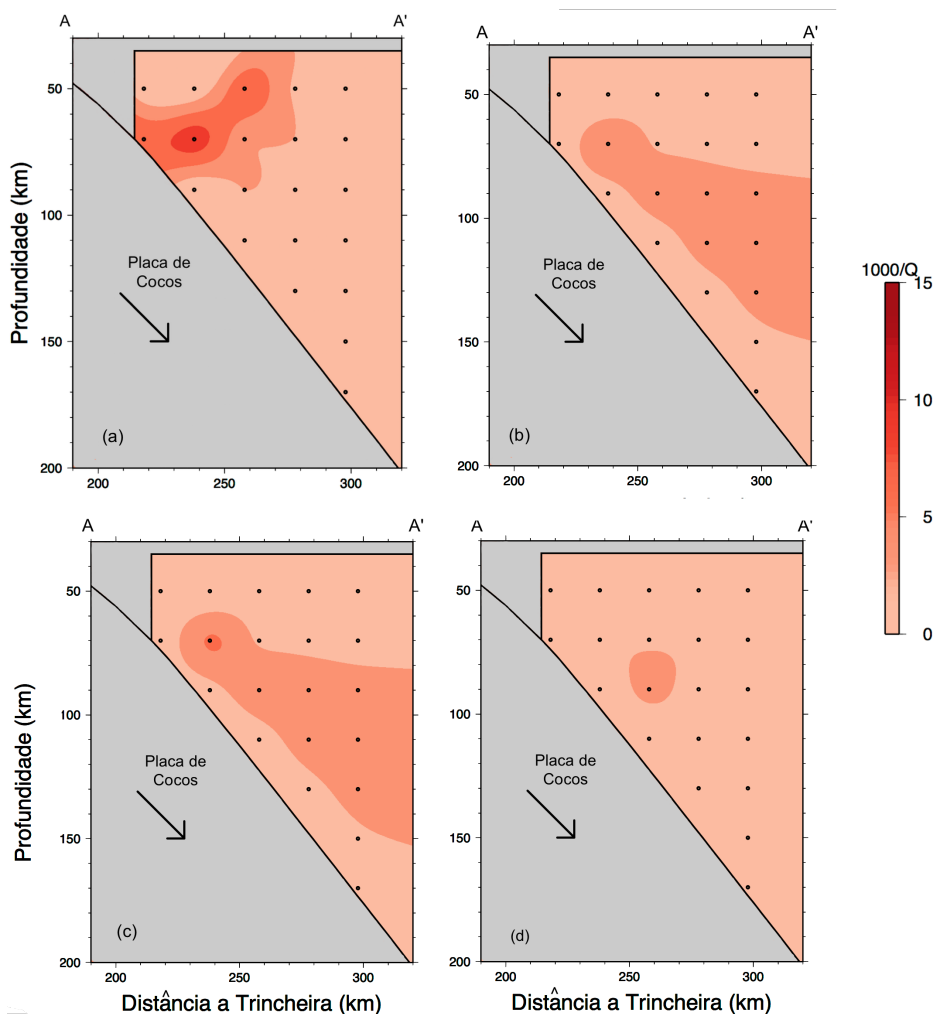 A A'
A A'
50
100
150
200
200 250 300
Profundidade (km)
Placa de
Cocos
(a)
50
100
150
200
200 250 300
Placa de
Cocos
(b)
1000/Q
15
10
5
0
A A'
A A'
50
100
150
200
200 250 300
Profundidade (km)
Placa de
Cocos
(c)
Distância a Trincheira (km)
50
100
150
200
200 250 300
Placa de
Cocos
(d)
Distância a Trincheira (km)